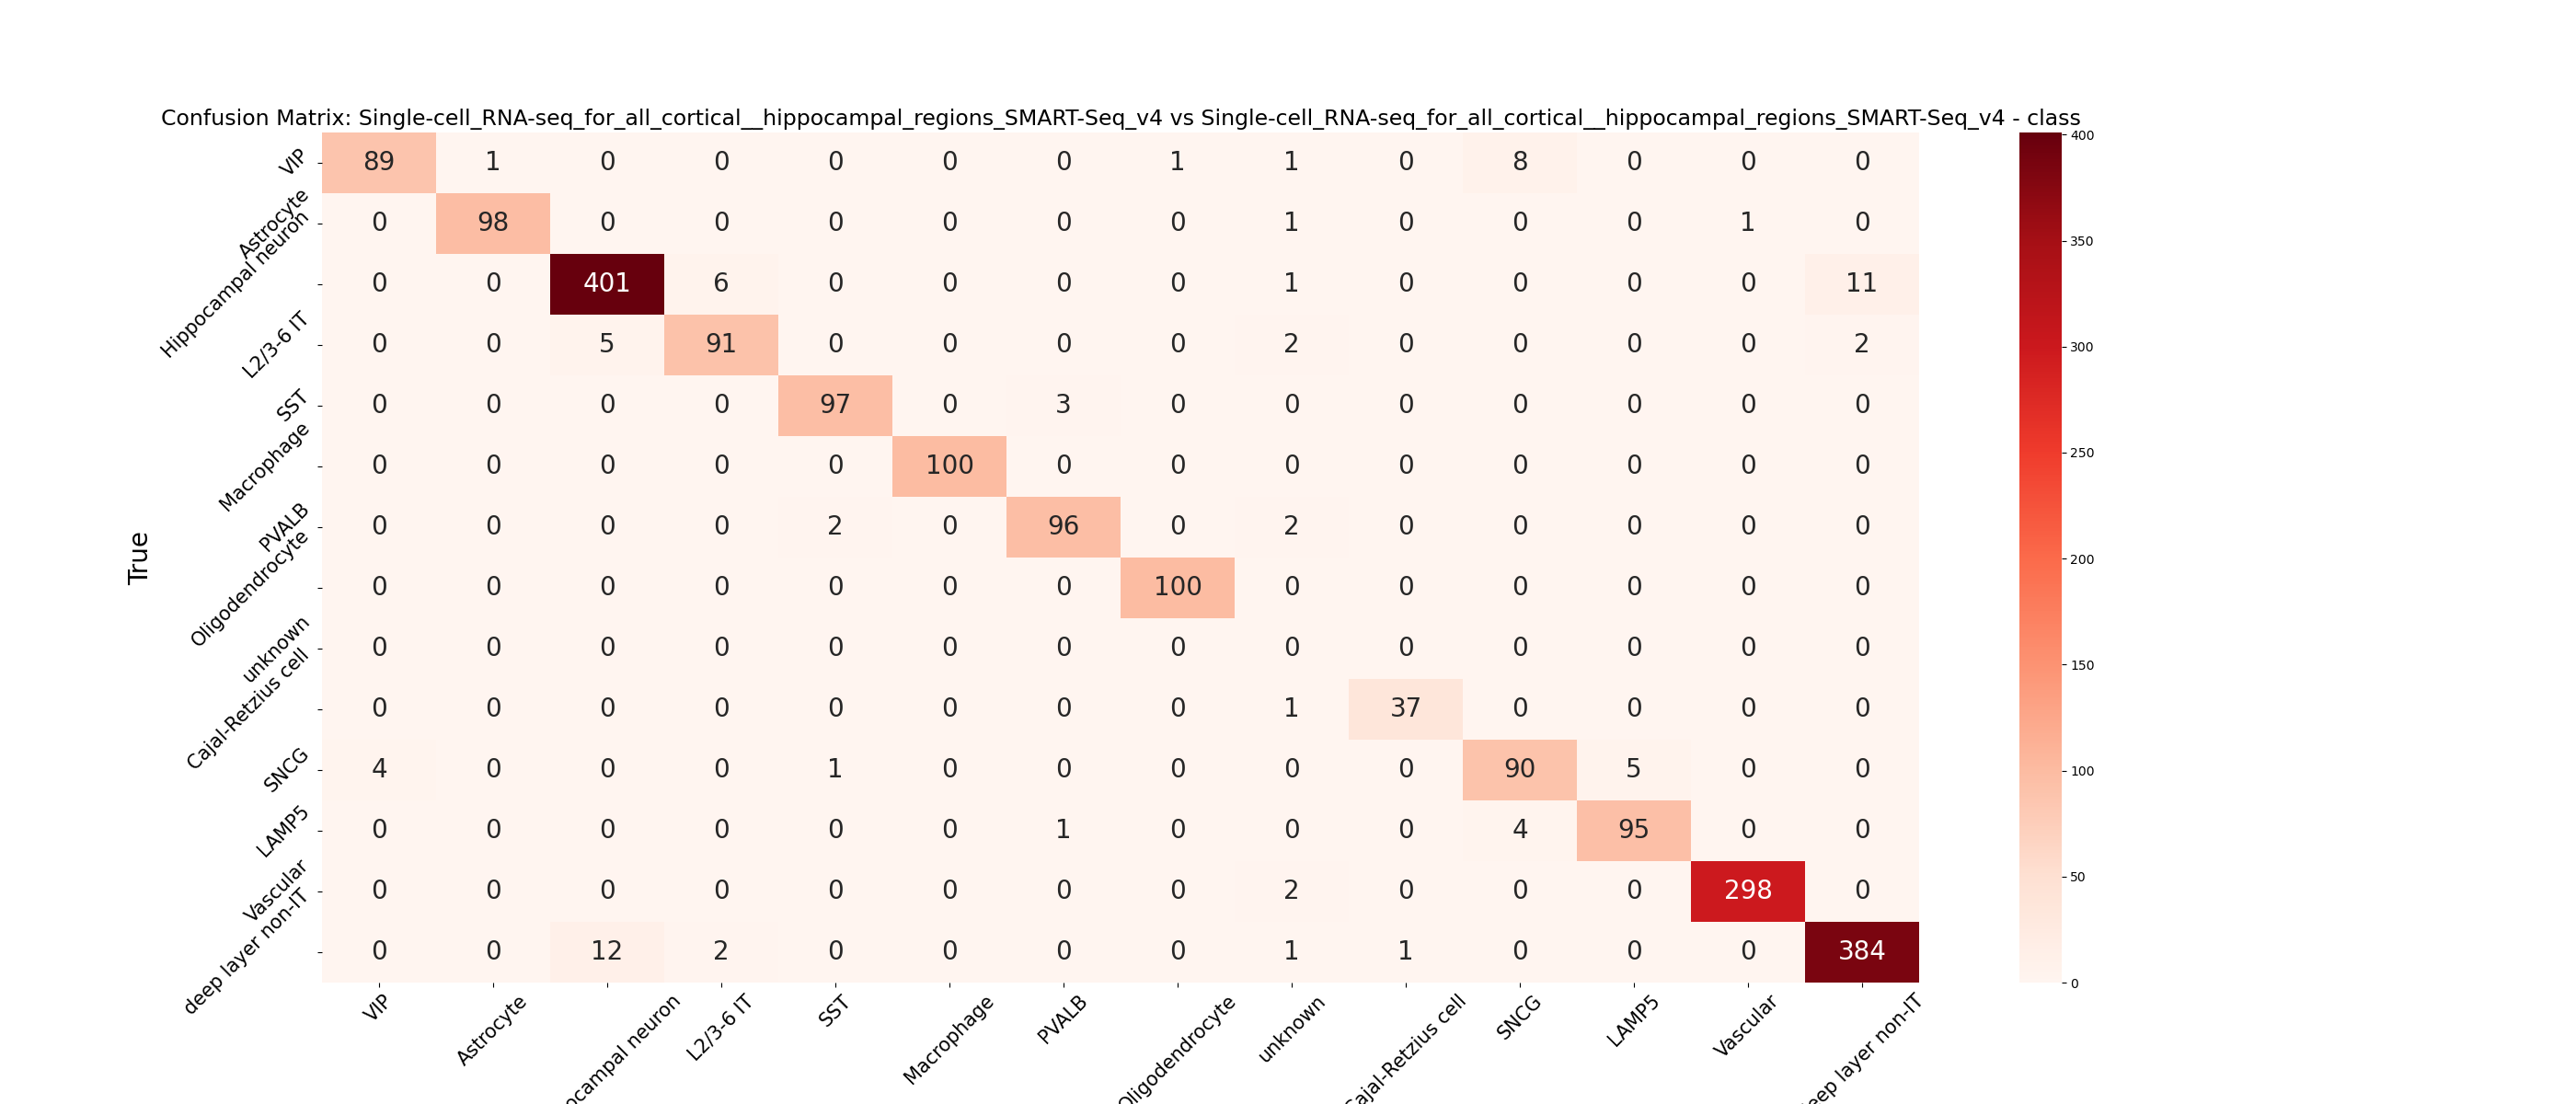 Confusion Matrix: Single-cell_RNA-seq_for_all_cortical__hippocampal_regions_SMART-Seq_v4 vs Single-cell_RNA-seq_for_all_cortical__hippocampal_regions_SMART-Seq_v4 - class
True
VIP 89 1 0 0 0 0 0 1 1 0 8 0 0 0
Astrocyte 0 98 0 0 0 0 0 0 1 0 0 0 1 0
Hippocampal neuron 0 0 401 6 0 0 0 0 1 0 0 0 0 11
L2/3-6 IT 0 0 5 91 0 0 0 0 2 0 0 0 0 2
SST 0 0 0 0 97 0 3 0 0 0 0 0 0 0
Macrophage 0 0 0 0 0 100 0 0 0 0 0 0 0 0
PVALB 0 0 0 0 2 0 96 0 2 0 0 0 0 0
Oligodendrocyte 0 0 0 0 0 0 0 100 0 0 0 0 0 0
unknown 0 0 0 0 0 0 0 0 0 0 0 0 0 0
Cajal-Retzius cell 0 0 0 0 0 0 0 0 1 37 0 0 0 0
SNCG 4 0 0 0 1 0 0 0 0 0 90 5 0 0
LAMP5 0 0 0 0 0 0 1 0 0 0 4 95 0 0
Vascular 0 0 0 0 0 0 0 0 2 0 0 0 298 0
deep layer non-IT 0 0 12 2 0 0 0 0 1 1 0 0 0 384
VIP Astrocyte ocampal neuron L2/3-6 IT SST Macrophage PVALB Oligodendrocyte unknown Cajal-Retzius cell SNCG LAMP5 Vascular eep layer non-IT
400
350
300
250
200
150
100
50
0